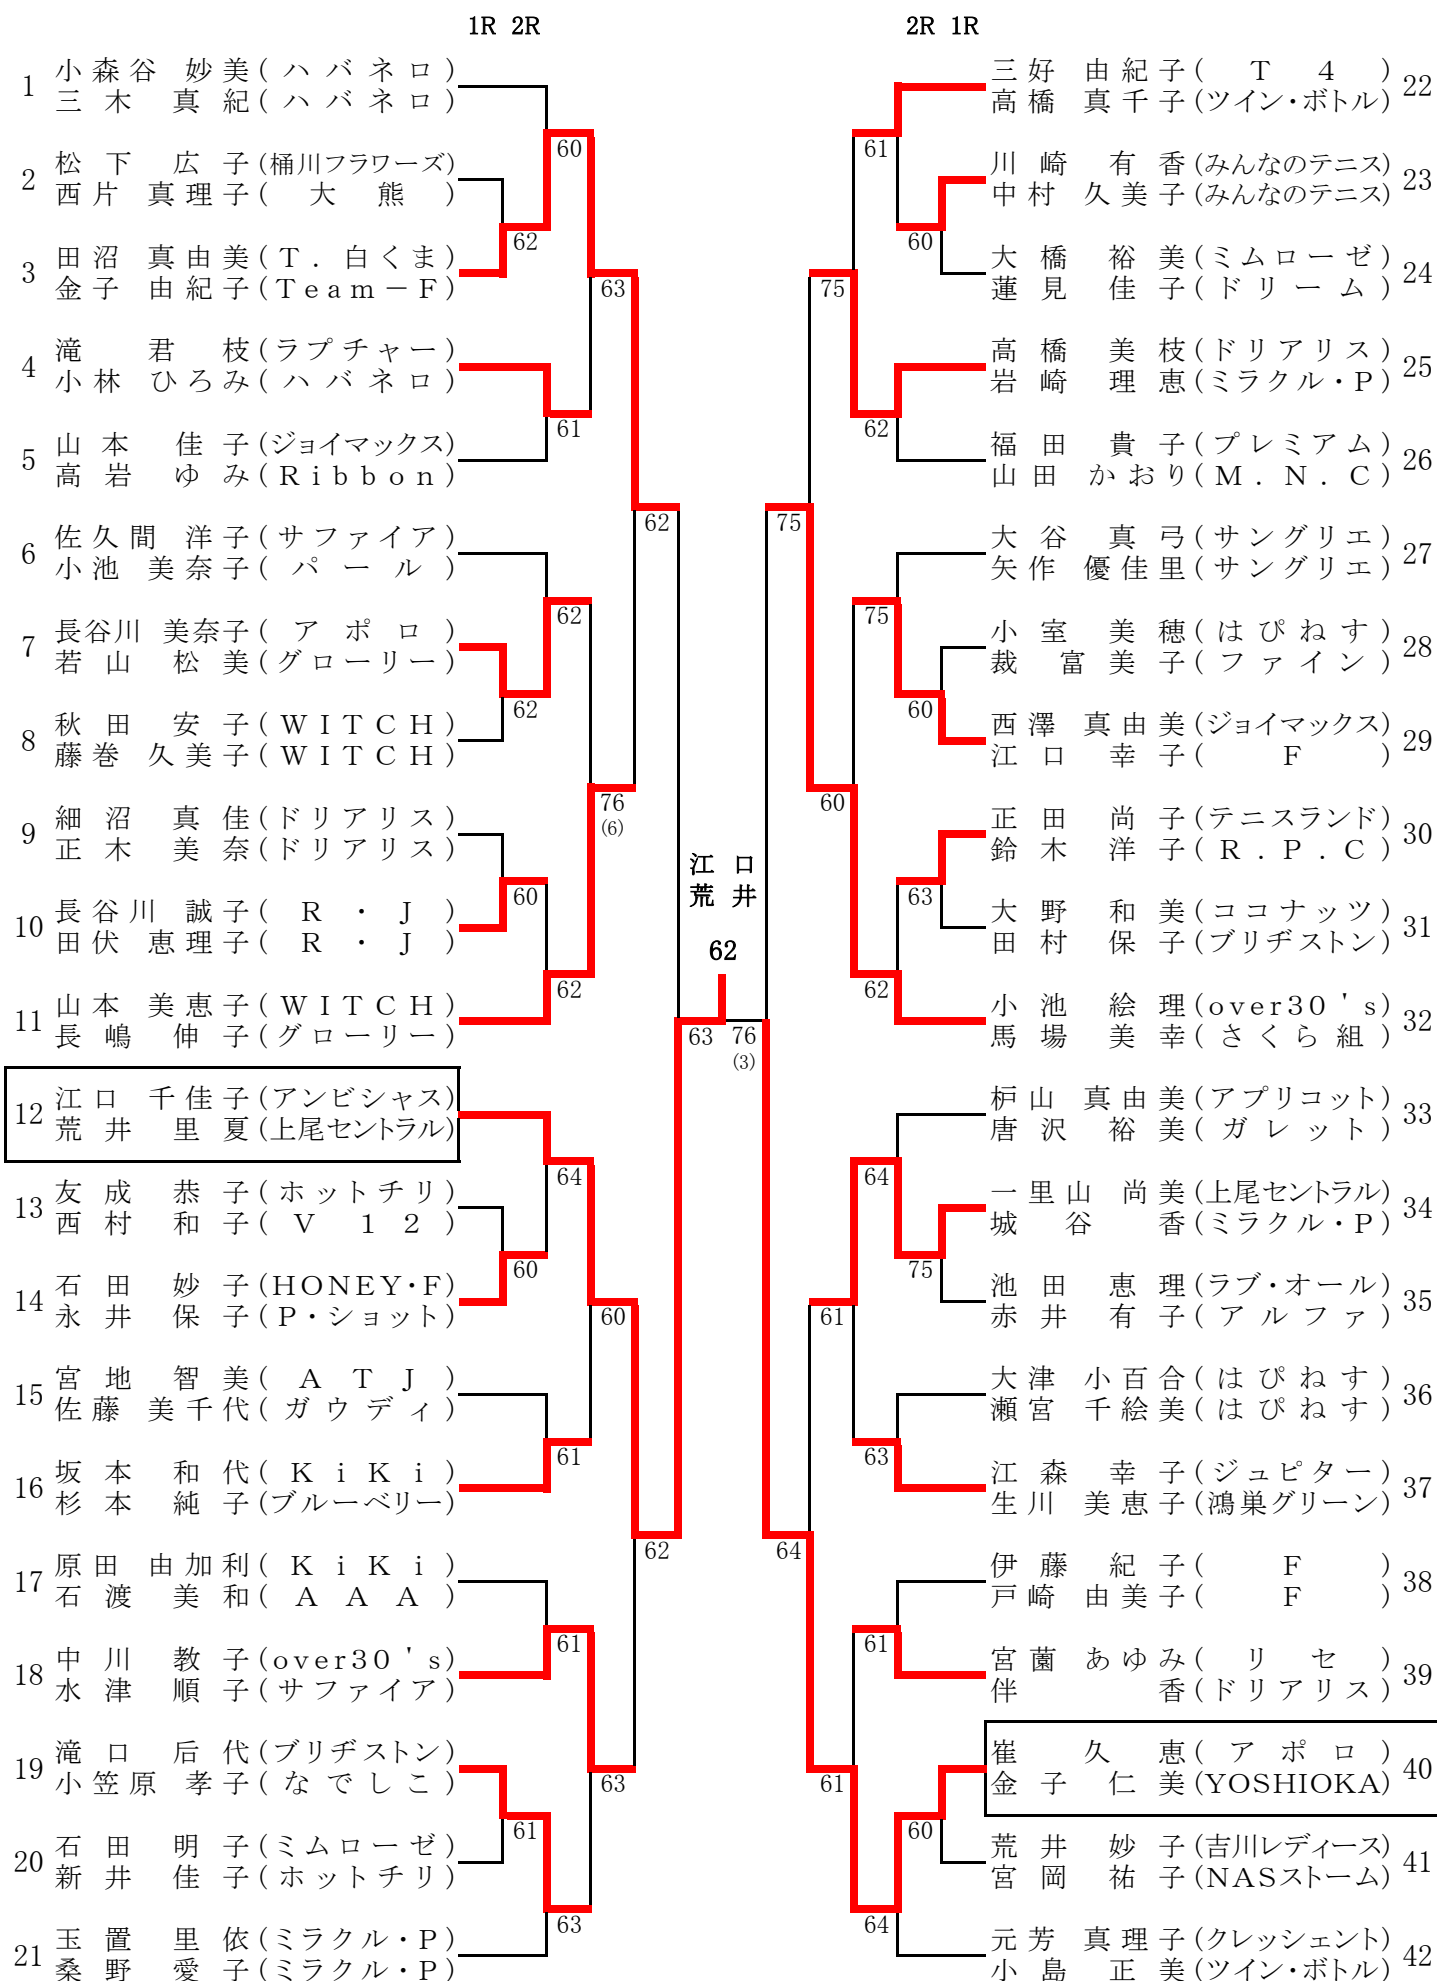 1R 2R
1 小森谷 妙美(ハバネロ)
三木 真紀(ハバネロ)
2 松下 広子(桶川フラワーズ)
西片 真理子(大熊)
3 田沼 真由美(T.白くま)
金子 由紀子(Team-F)
4 滝 君枝(ラプチャー)
小林 ひろみ(ハバネロ)
5 山本 佳子(ジョイマックス)
高岩 ゆみ(Ribbon)
6 佐久間 洋子(サファイア)
小池 美奈子(パール)
7 長谷川 美奈子(アポロ)
若山 松美(グローリー)
8 秋田 安子(WITCH)
藤巻 久美子(WITCH)
9 細沼 真佳(ドリアリス)
正木 美奈(ドリアリス)
10 長谷川 誠子(R・J)
田伏 恵理子(R・J)
11 山本 美恵子(WITCH)
長嶋 伸子(グローリー)
12 江口 千佳子(アンビシャス)
荒井 里夏(上尾セントラル)
13 友成 恭子(ホットチリ)
西村 和子(V12)
14 石田 妙子(HONEY・F)
永井 保子(P・ショット)
15 宮地 智美(ATJ)
佐藤 美千代(ガウディ)
16 坂本 和代(KiKi)
杉本 純子(ブルーベリー)
17 原田 由加利(KiKi)
石渡 美和(AAA)
18 中川 教子(over30's)
水津 順子(サファイア)
19 滝口 后代(ブリヂストン)
小笠原 孝子(なでしこ)
20 石田 明子(ミムローゼ)
新井 佳子(ホットチリ)
21 玉置 里依(ミラクル・P)
桑野 愛子(ミラクル・P)
60
62
63
61
62
62
62
76
(6)
60
62
64
60
60
61
62
61
63
61
63
江口
荒井
62
63 76
(3)
2R 1R
三好 由紀子(T4) 22
高橋 真千子(ツイン・ボトル)
川崎 有香(みんなのテニス) 23
中村 久美子(みんなのテニス)
大橋 裕美(ミムローゼ) 24
蓮見 佳子(ドリーム)
高橋 美枝(ドリアリス) 25
岩崎 理恵(ミラクル・P)
福田 貴子(プレミアム) 26
山田 かおり(M.N.C)
大谷 真弓(サングリエ) 27
矢作 優佳里(サングリエ)
小室 美穂(はぴねす) 28
裁 富美子(ファイン)
西澤 真由美(ジョイマックス) 29
江口 幸子(F)
正田 尚子(テニスランド) 30
鈴木 洋子(R.P.C)
大野 和美(ココナッツ) 31
田村 保子(ブリヂストン)
小池 絵理(over30's) 32
馬場 美幸(さくら組)
枦山 真由美(アプリコット) 33
唐沢 裕美(ガレット)
一里山 尚美(上尾セントラル) 34
城谷 香(ミラクル・P)
池田 恵理(ラブ・オール) 35
赤井 有子(アルファ)
大津 小百合(はぴねす) 36
瀬宮 千絵美(はぴねす)
江森 幸子(ジュピター) 37
生川 美恵子(鴻巣グリーン)
伊藤 紀子(F) 38
戸崎 由美子(F)
宮薗 あゆみ(リセ) 39
伴 香(ドリアリス)
崔 久恵(アポロ) 40
金子 仁美(YOSHIOKA)
荒井 妙子(吉川レディース) 41
宮岡 祐子(NASストーム)
元芳 真理子(クレッシェント) 42
小島 正美(ツイン・ボトル)
61
60
75
62
75
75
60
60
63
62
64
75
61
63
64
61
61
60
64